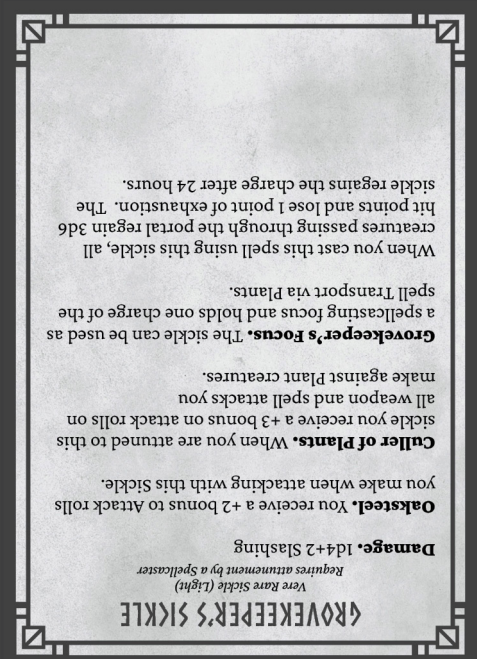 GROVEKEEPER'S SICKLE
Vere Rare Sickle (Light)
Requires attunement by a Spellcaster
Damage. 1d4+2 Slashing
Oaksteel. You receive a +2 bonus to Attack rolls
you make when attacking with this Sickle.
Culler of Plants. When you are attuned to this
sickle you receive a +3 bonus on attack rolls on
all weapon and spell attacks you
make against Plant creatures.
Grovekeeper's Focus. The sickle can be used as
a spellcasting focus and holds one charge of the
spell Transport via Plants.
When you cast this spell using this sickle, all
creatures passing through the portal regain 3d6
hit points and lose 1 point of exhaustion. The
sickle regains the charge after 24 hours.